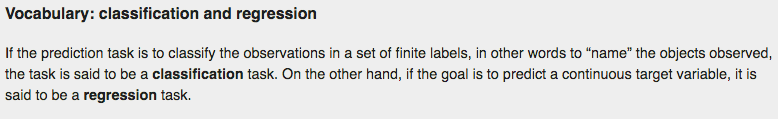 Vocabulary: classification and regression
If the prediction task is to classify the observations in a set of finite labels, in other words to “name” the objects observed,
the task is said to be a classification task. On the other hand, if the goal is to predict a continuous target variable, it is
said to be a regression task.